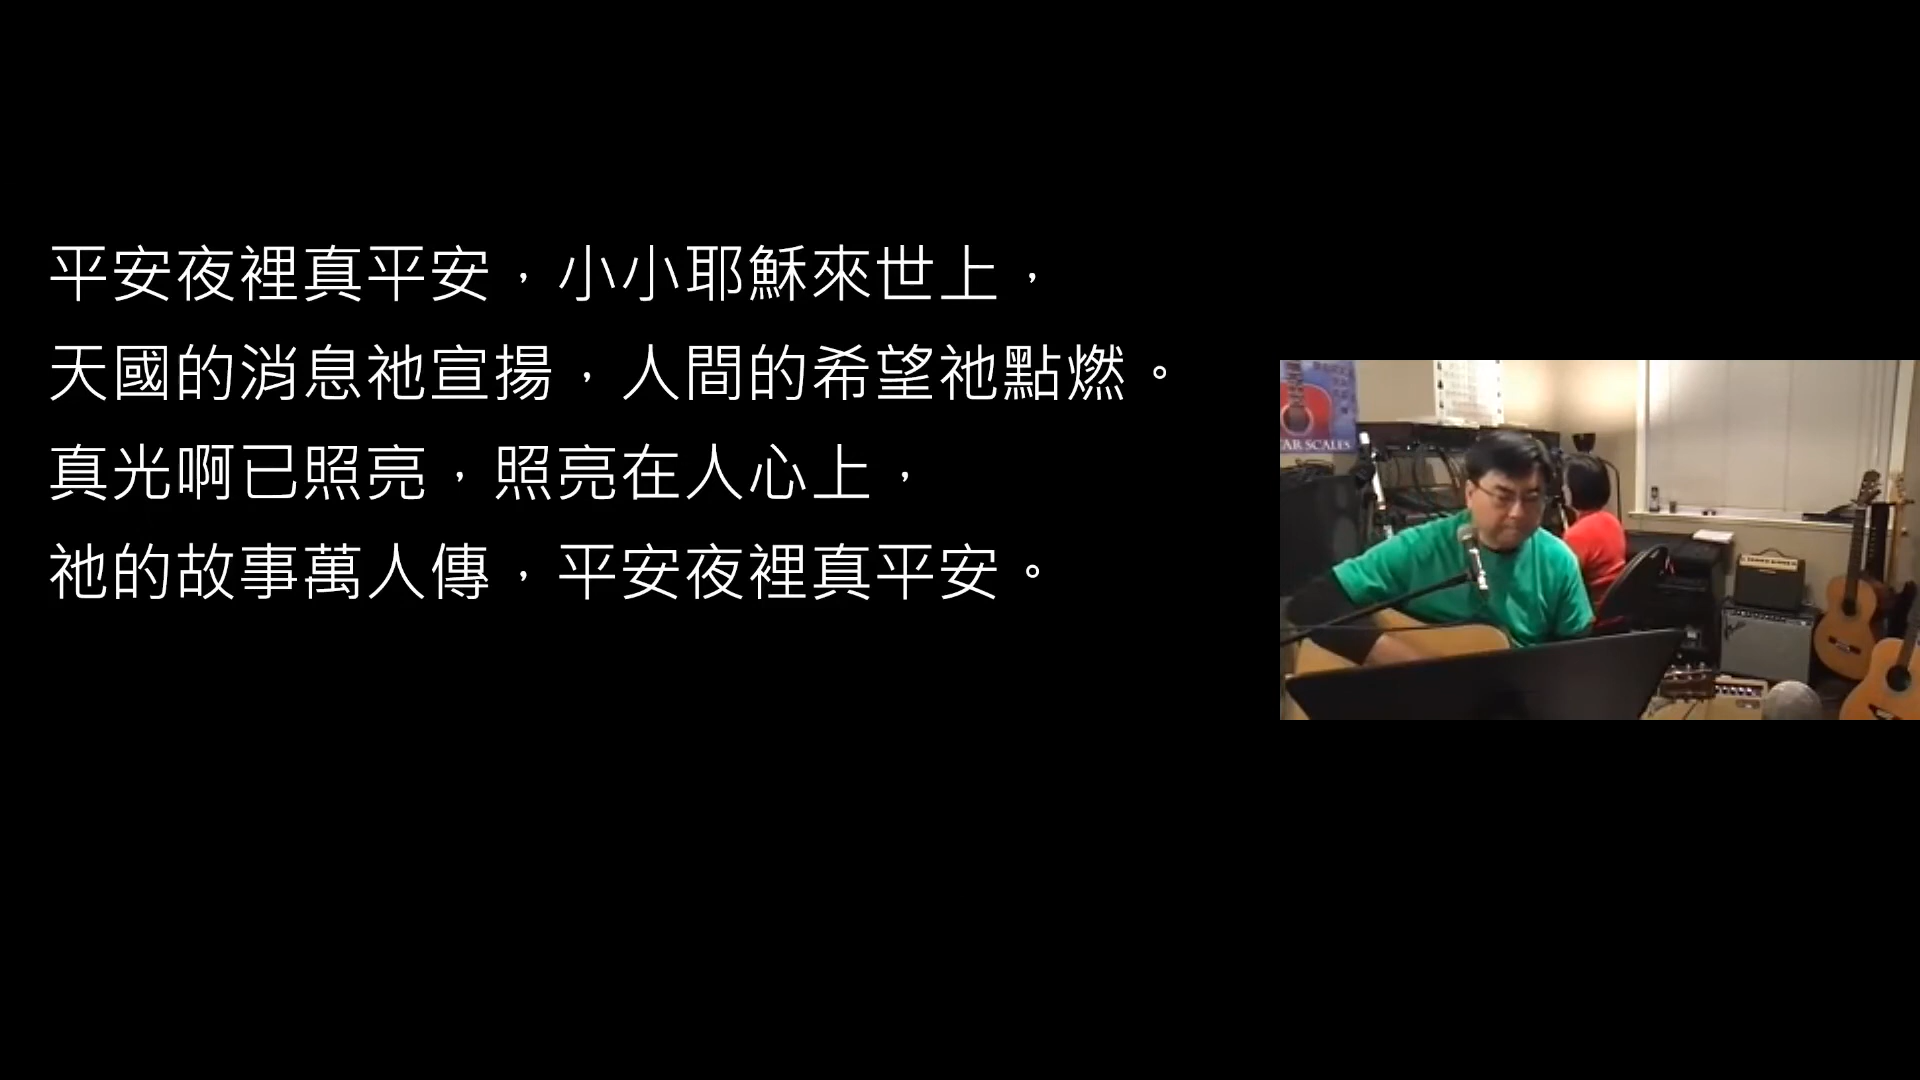 平安夜裡真平安，小小耶穌來世上，
天國的消息祂宣揚，人間的希望祂點燃。
真光啊已照亮，照亮在人心上，
祂的故事萬人傳，平安夜裡真平安。
AR SCALES